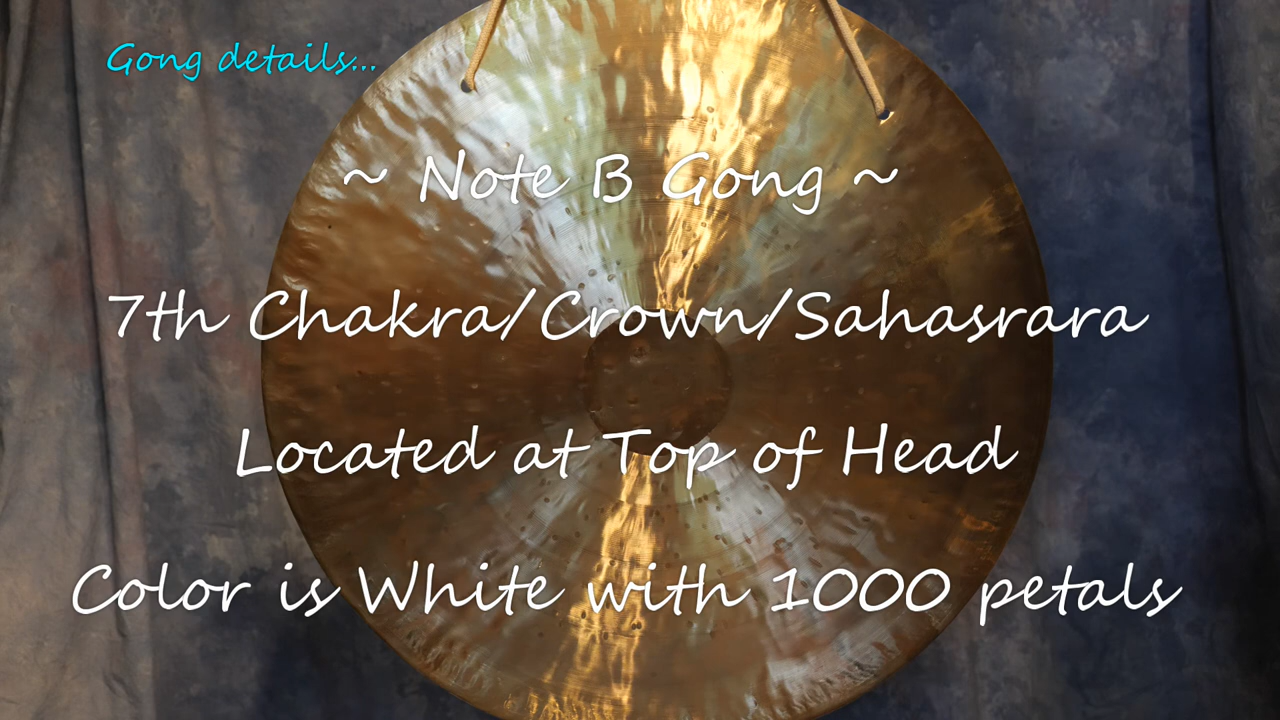 Gong details...
~ Note B Gong ~
7th Chakra/Crown/Sahasrara
Located at Top of Head
Color is White with 1000 petals